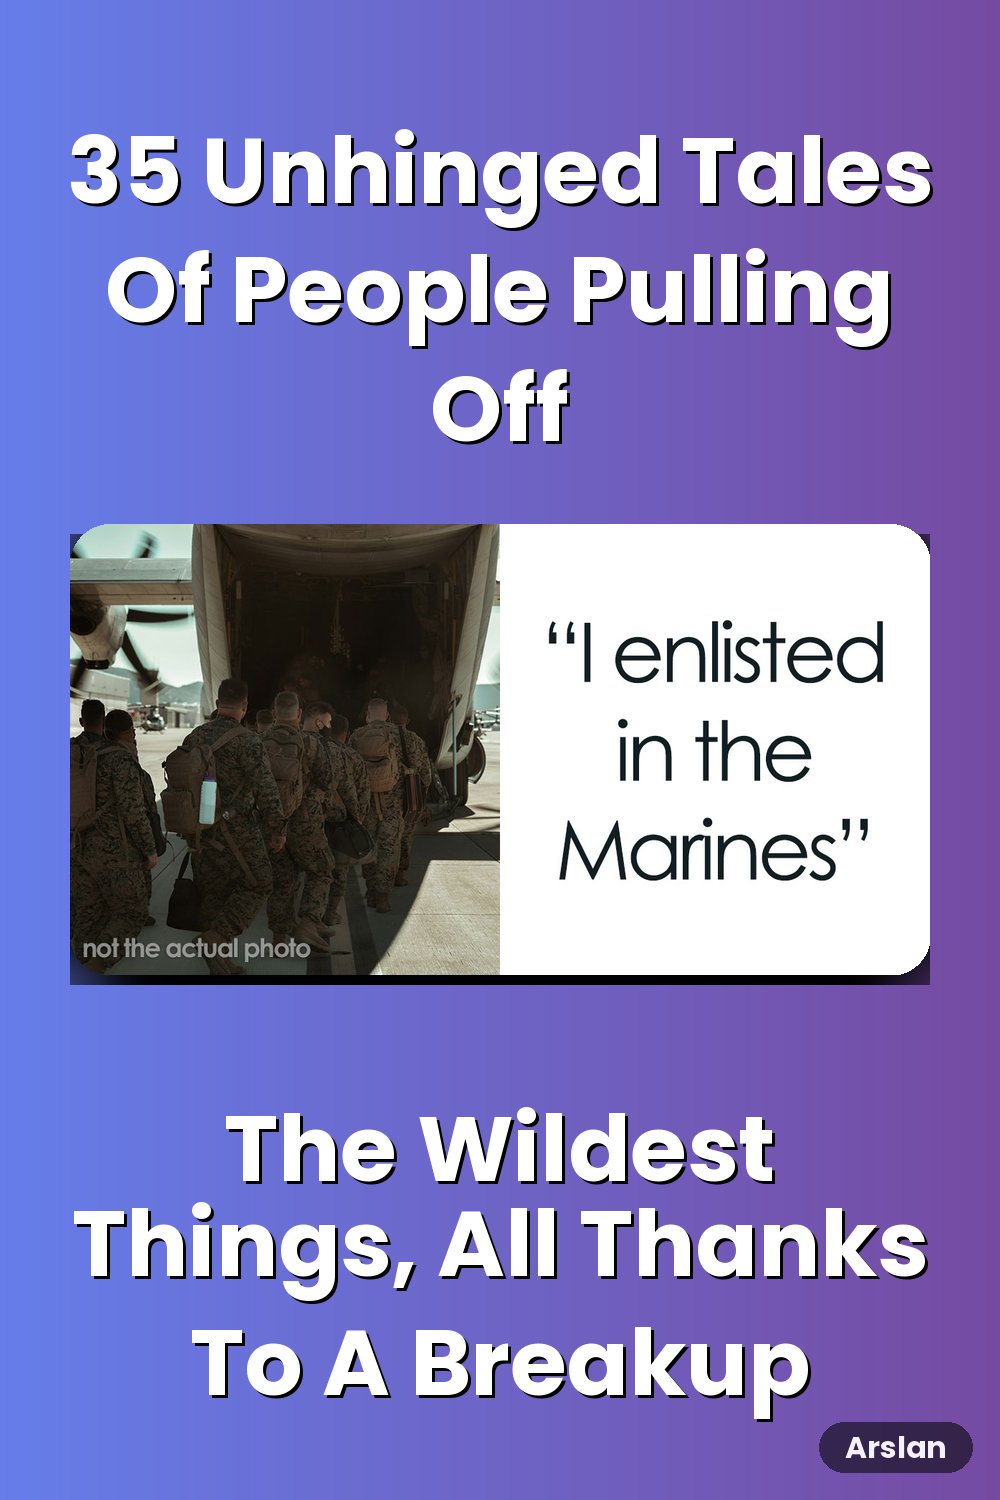 35 Unhinged Tales
Of People Pulling
Off
“I enlisted
in the
Marines”
not the actual photo
The Wildest
Things, All Thanks
To A Breakup
Arslan